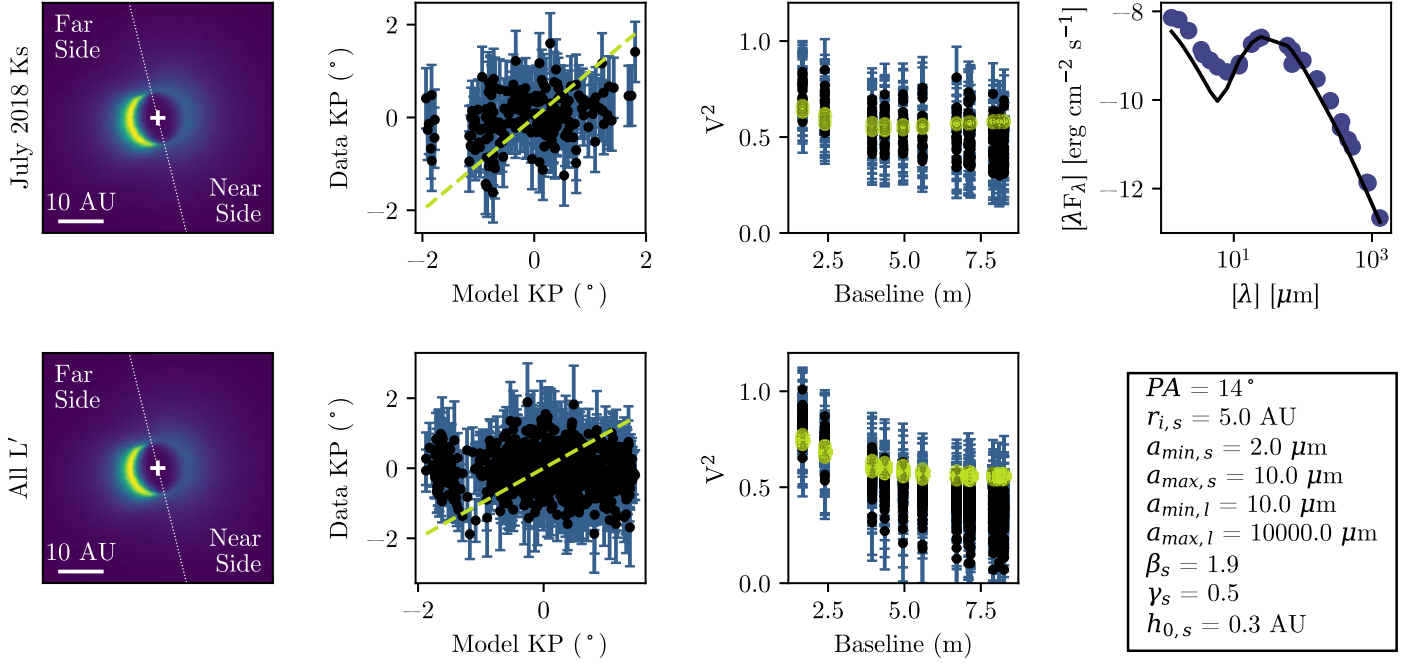 July 2018 Ks
Far
Side
10 AU
Near
Side
Data KP (°)
2
0
−2
−2
0
2
Model KP (°)
V²
1.0
0.5
0.0
2.5
5.0
7.5
Baseline (m)
[λF_λ] [erg cm⁻² s⁻¹]
−8
−10
−12
10¹
10³
[λ] [μm]
All L′
Far
Side
10 AU
Near
Side
Data KP (°)
2
0
−2
−2
0
Model KP (°)
V²
1.0
0.5
0.0
2.5
5.0
7.5
Baseline (m)
PA = 14°
r_{i,s} = 5.0 AU
a_{min,s} = 2.0 μm
a_{max,s} = 10.0 μm
a_{min,l} = 10.0 μm
a_{max,l} = 10000.0 μm
β_s = 1.9
γ_s = 0.5
h_{0,s} = 0.3 AU